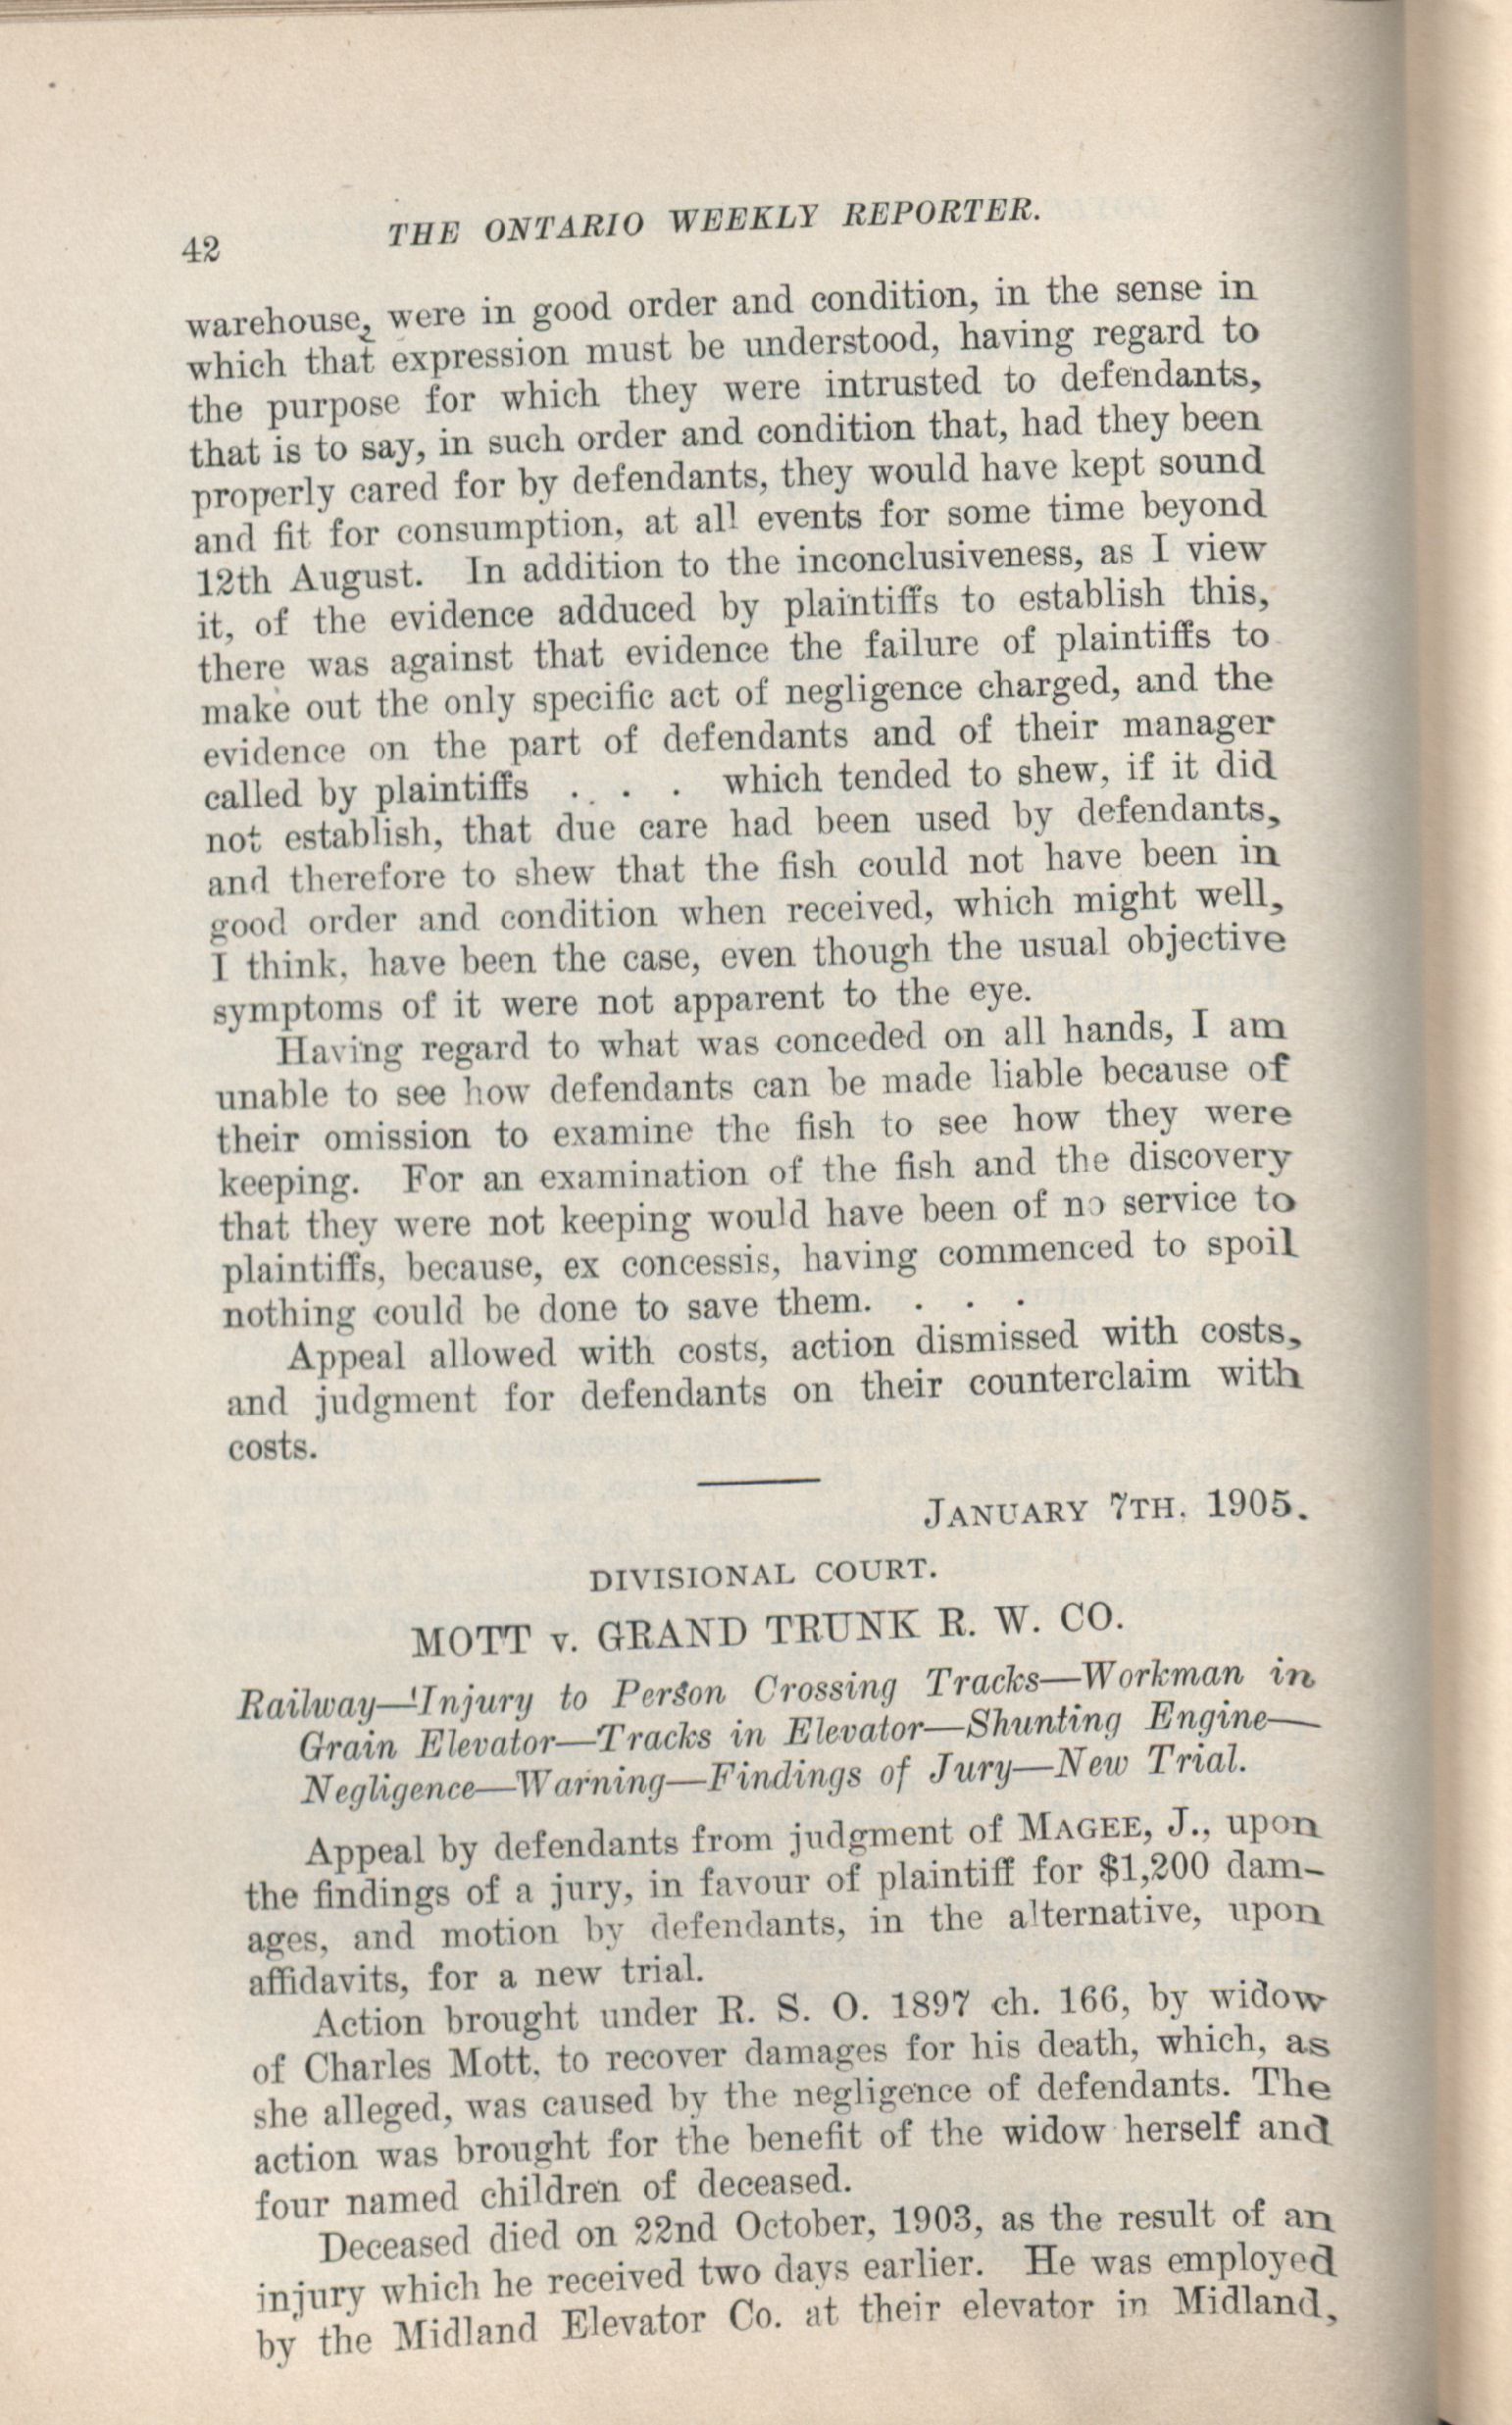 42
THE ONTARIO WEEKLY REPORTER.
warehouse, were in good order and condition, in the sense in
which that expression must be understood, having regard to
the purpose for which they were intrusted to defendants,
that is to say, in such order and condition that, had they been
properly cared for by defendants, they would have kept sound
and fit for consumption, at all events for some time beyond
12th August. In addition to the inconclusiveness, as I view
it, of the evidence adduced by plaintiffs to establish this,
there was against that evidence the failure of plaintiffs to
make out the only specific act of negligence charged, and the
evidence on the part of defendants and of their manager
called by plaintiffs . . . which tended to shew, if it did
not establish, that due care had been used by defendants,
and therefore to shew that the fish could not have been in
good order and condition when received, which might well,
I think, have been the case, even though the usual objective
symptoms of it were not apparent to the eye.
Having regard to what was conceded on all hands, I am
unable to see how defendants can be made liable because of
their omission to examine the fish to see how they were
keeping. For an examination of the fish and the discovery
that they were not keeping would have been of no service to
plaintiffs, because, ex concessis, having commenced to spoil
nothing could be done to save them. . . .
Appeal allowed with costs, action dismissed with costs,
and judgment for defendants on their counterclaim with
costs.
JANUARY 7TH, 1905.
DIVISIONAL COURT.
MOTT v. GRAND TRUNK R. W. CO.
Railway—Injury to Person Crossing Tracks—Workman in
Grain Elevator—Tracks in Elevator—Shunting Engine—
Negligence—Warning—Findings of Jury—New Trial.
Appeal by defendants from judgment of MAGEE, J., upon
the findings of a jury, in favour of plaintiff for $1,200 dam-
ages, and motion by defendants, in the alternative, upon
affidavits, for a new trial.
Action brought under R. S. O. 1897 ch. 166, by widow
of Charles Mott, to recover damages for his death, which, as
she alleged, was caused by the negligence of defendants. The
action was brought for the benefit of the widow herself and
four named children of deceased.
Deceased died on 22nd October, 1903, as the result of an
injury which he received two days earlier. He was employed
by the Midland Elevator Co. at their elevator in Midland,